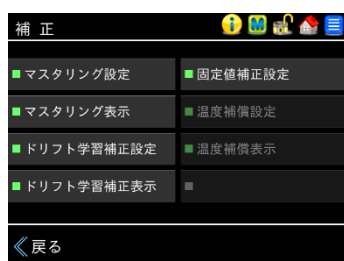 補 正
マスタリング設定
固定値補正設定
マスタリング表示
温度補償設定
ドリフト学習補正設定
温度補償表示
ドリフト学習補正表示
戻る